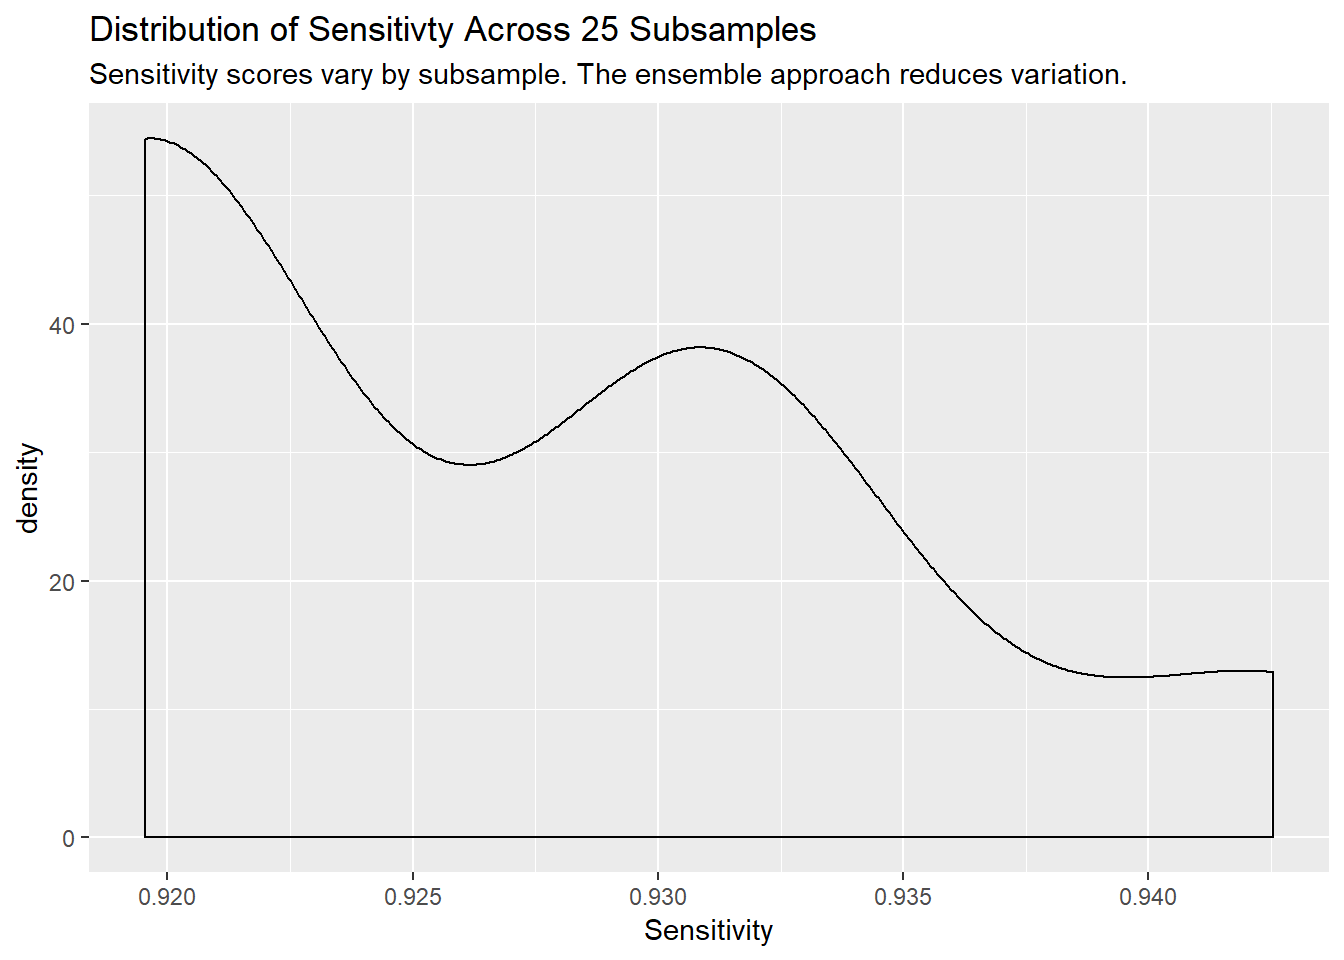 Distribution of Sensitivty Across 25 Subsamples
Sensitivity scores vary by subsample. The ensemble approach reduces variation.
density
40
20
0
0.920 0.925 0.930 0.935 0.940
Sensitivity